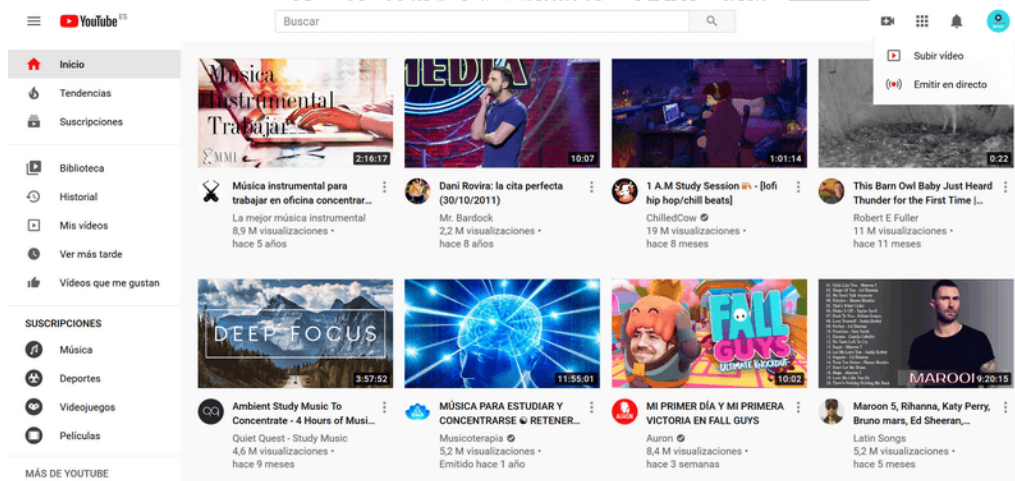 YouTube ES
Buscar
Subir vídeo
Emitir en directo
Inicio
Tendencias
Suscripciones
Biblioteca
Historial
Mis vídeos
Ver más tarde
Vídeos que me gustan
SUSCRIPCIONES
Música
Deportes
Videojuegos
Películas
MÁS DE YOUTUBE
Música
Instrumental
Trabajar
MMI
2:16:17
Música instrumental para
trabajar en oficina concentrar...
La mejor música instrumental
8,9 M visualizaciones •
hace 5 años
10:07
Dani Rovira: la cita perfecta
(30/10/2011)
Mr. Bardock
2,2 M visualizaciones •
hace 8 años
1:01:14
1 A.M Study Session - [lofi
hip hop/chill beats]
ChilledCow
19 M visualizaciones •
hace 8 meses
0:22
This Barn Owl Baby Just Heard
Thunder for the First Time |...
Robert E Fuller
11 M visualizaciones •
hace 11 meses
DEEP FOCUS
3:57:52
Ambient Study Music To
Concentrate - 4 Hours of Musi...
Quiet Quest - Study Music
4,6 M visualizaciones •
hace 9 meses
11:55:01
MÚSICA PARA ESTUDIAR Y
CONCENTRARSE RETENER...
Musicoterapia
5,2 M visualizaciones •
Emitido hace 1 año
FALL
GUYS
ULTIMATE KNOCKOUT
10:02
MI PRIMER DÍA Y MI PRIMERA
VICTORIA EN FALL GUYS
Auron
8,4 M visualizaciones •
hace 3 semanas
MAROO
9:20:15
Maroon 5, Rihanna, Katy Perry,
Bruno mars, Ed Sheeran,...
Latin Songs
5,2 M visualizaciones •
hace 5 meses